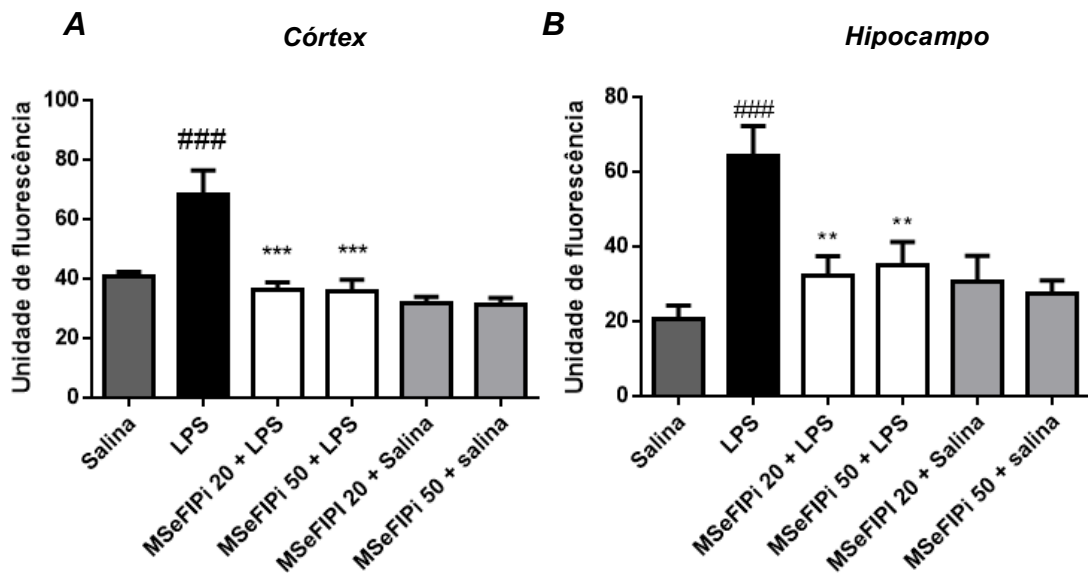 A
Córtex
Unidade de fluorescência
100
80
60
40
20
0
###
***
***
Salina
LPS
MSeFIPi 20 + LPS
MSeFIPi 50 + LPS
MSeFIPI 20 + Salina
MSeFIPi 50 + salina
B
Hipocampo
Unidade de fluorescência
80
60
40
20
0
###
**
**
Salina
LPS
MSeFIPi 20 + LPS
MSeFIPi 50 + LPS
MSeFIPI 20 + Salina
MSeFIPi 50 + salina